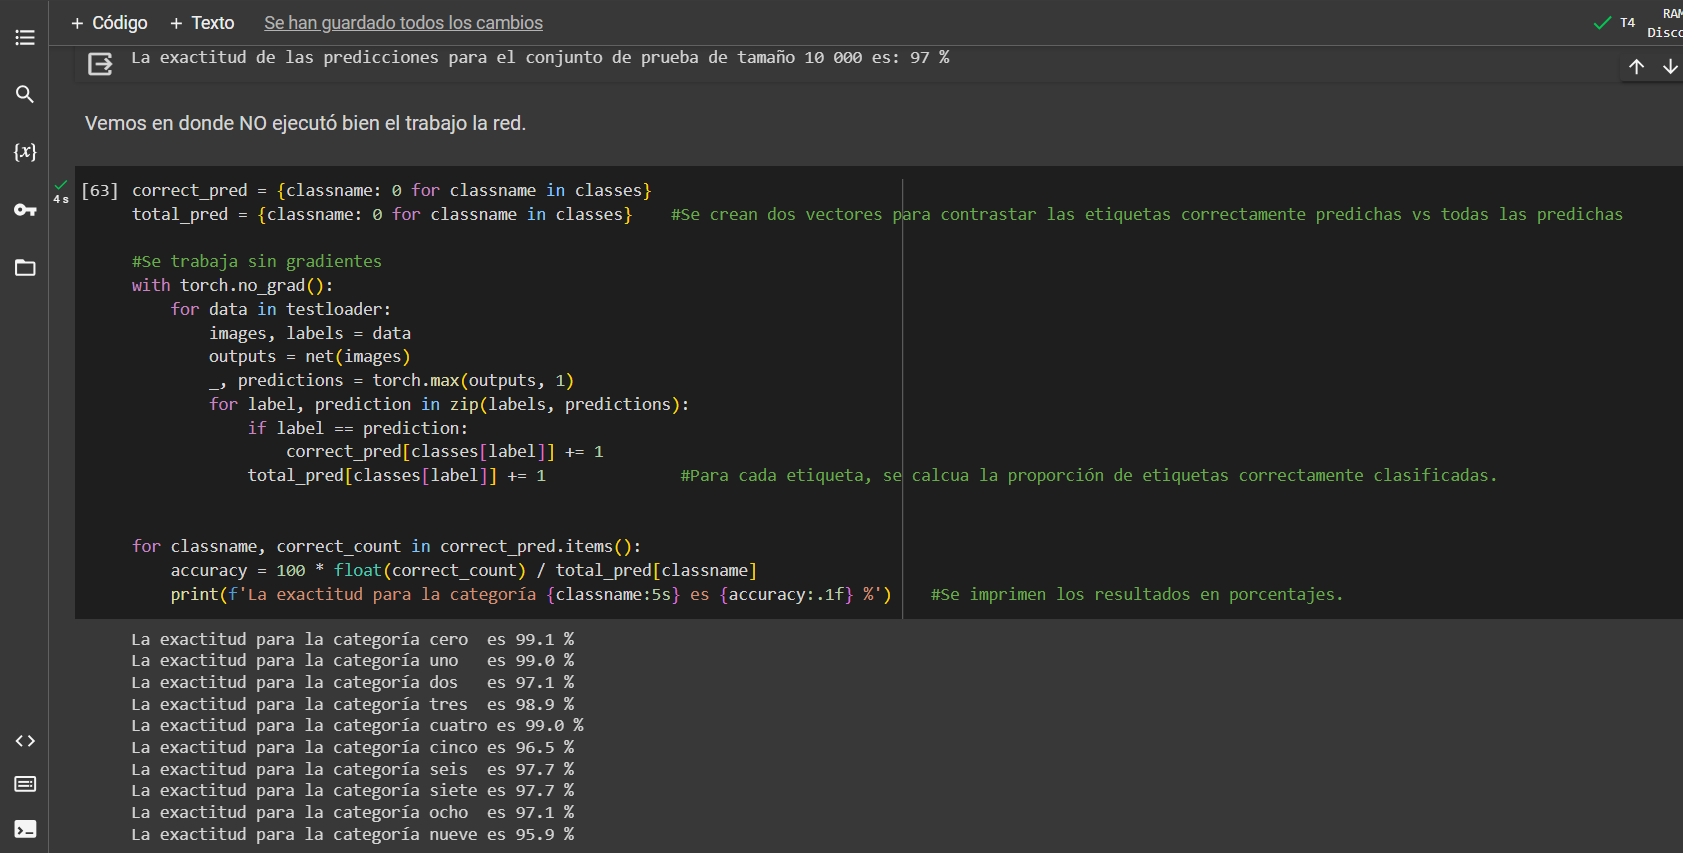 + Código + Texto Se han guardado todos los cambios
T4
RAM
Disco
La exactitud de las predicciones para el conjunto de prueba de tamaño 10 000 es: 97 %
Vemos en donde NO ejecutó bien el trabajo la red.
{x}
4 s
[63] correct_pred = {classname: 0 for classname in classes}
total_pred = {classname: 0 for classname in classes}    #Se crean dos vectores para contrastar las etiquetas correctamente predichas vs todas las predichas
#Se trabaja sin gradientes
with torch.no_grad():
    for data in testloader:
        images, labels = data
        outputs = net(images)
        _, predictions = torch.max(outputs, 1)
        for label, prediction in zip(labels, predictions):
            if label == prediction:
                correct_pred[classes[label]] += 1
            total_pred[classes[label]] += 1              #Para cada etiqueta, se calcua la proporción de etiquetas correctamente clasificadas.
for classname, correct_count in correct_pred.items():
    accuracy = 100 * float(correct_count) / total_pred[classname]
    print(f'La exactitud para la categoría {classname:5s} es {accuracy:.1f} %')    #Se imprimen los resultados en porcentajes.
La exactitud para la categoría cero  es 99.1 %
La exactitud para la categoría uno   es 99.0 %
La exactitud para la categoría dos   es 97.1 %
La exactitud para la categoría tres  es 98.9 %
La exactitud para la categoría cuatro es 99.0 %
La exactitud para la categoría cinco es 96.5 %
La exactitud para la categoría seis  es 97.7 %
La exactitud para la categoría siete es 97.7 %
La exactitud para la categoría ocho  es 97.1 %
La exactitud para la categoría nueve es 95.9 %